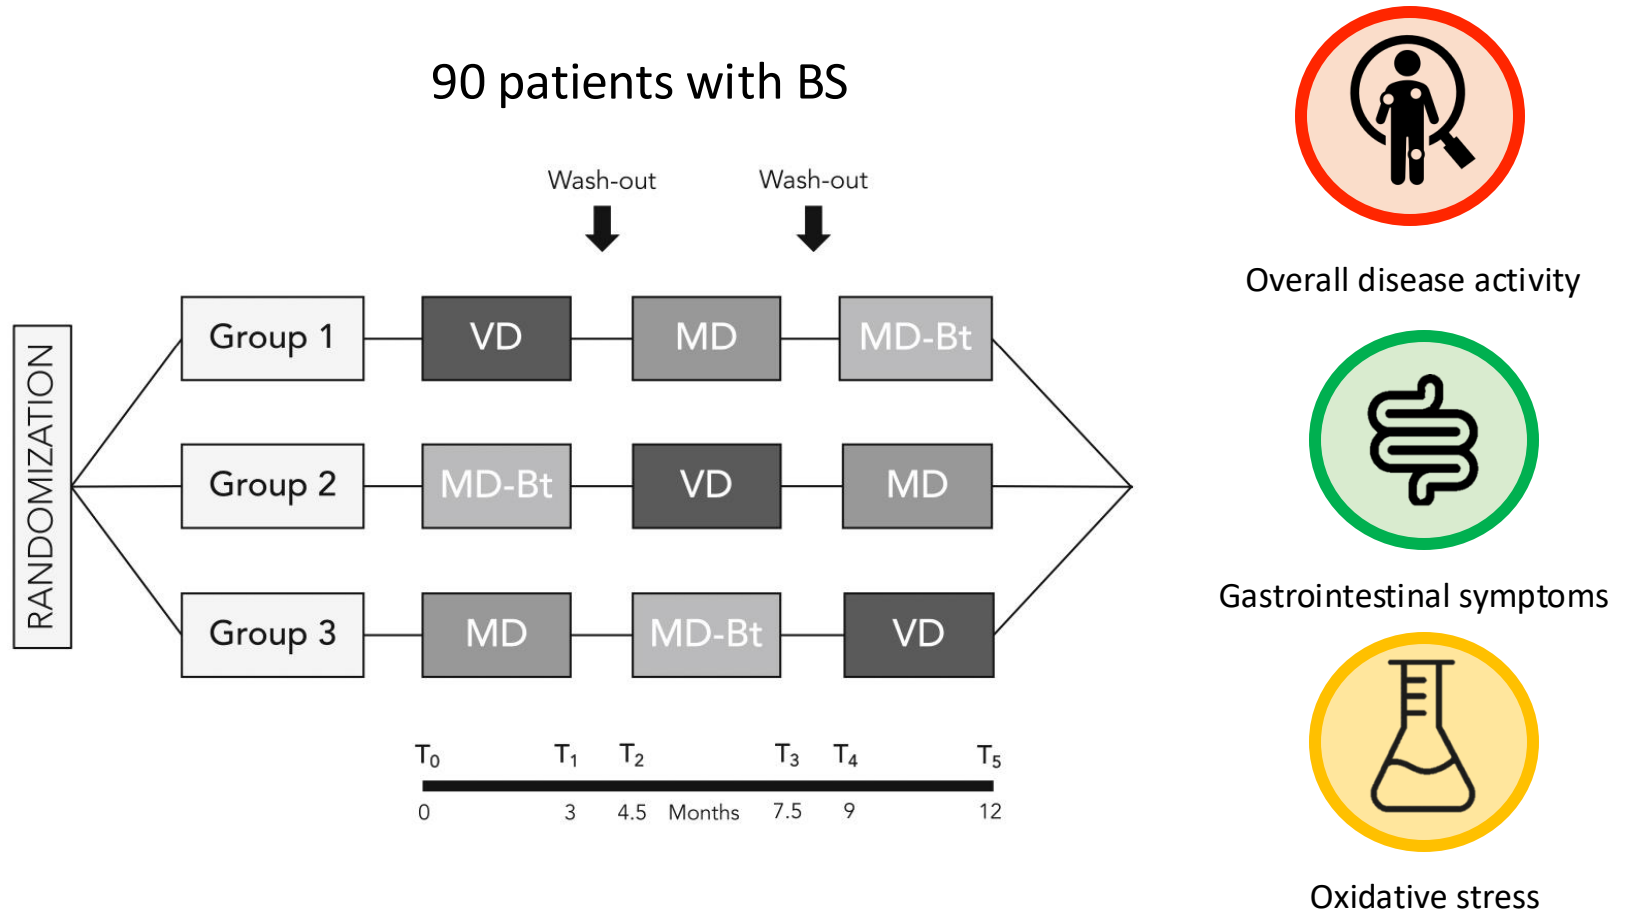 90 patients with BS
Wash-out Wash-out
RANDOMIZATION
Group 1 VD MD MD-Bt
Group 2 MD-Bt VD MD
Group 3 MD MD-Bt VD
T0 T1 T2 T3 T4 T5
0 3 4.5 Months 7.5 9 12
Overall disease activity
Gastrointestinal symptoms
Oxidative stress